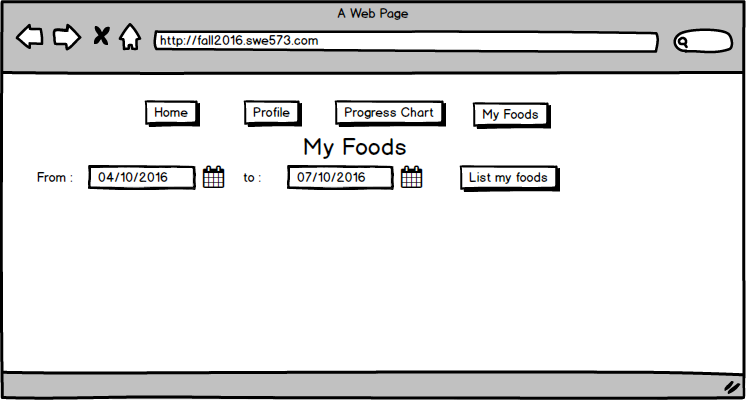 A Web Page
http://fall2016.swe573.com
Home Profile Progress Chart My Foods
My Foods
From : 04/10/2016 to : 07/10/2016 List my foods